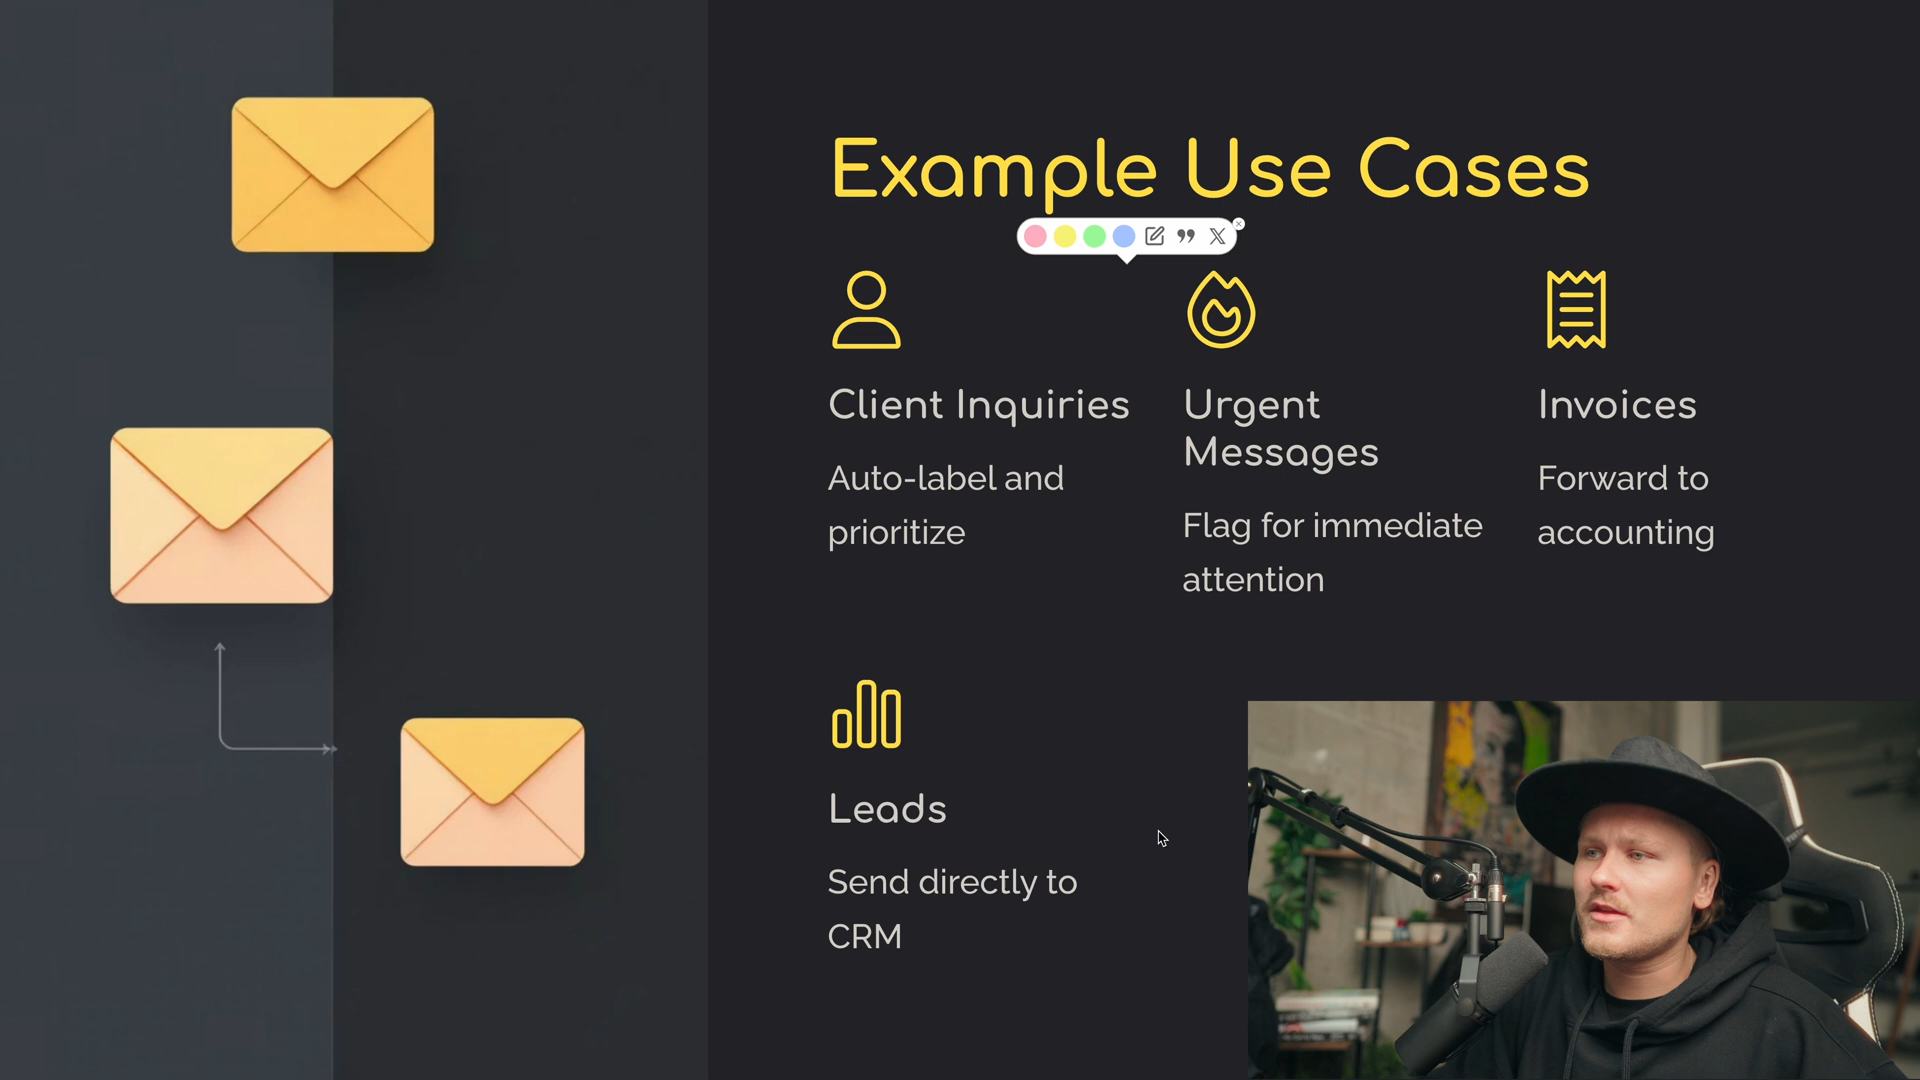 Example Use Cases
Client Inquiries
Auto-label and
prioritize
Urgent
Messages
Flag for immediate
attention
Invoices
Forward to
accounting
Leads
Send directly to
CRM